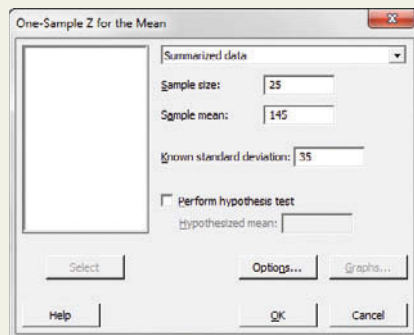 One-Sample Z for the Mean
Summarized data
Sample size: 25
Sample mean: 145
Known standard deviation: 35
Perform hypothesis test
Hypothesized mean:
Select
Options...
Graphs...
Help
OK
Cancel